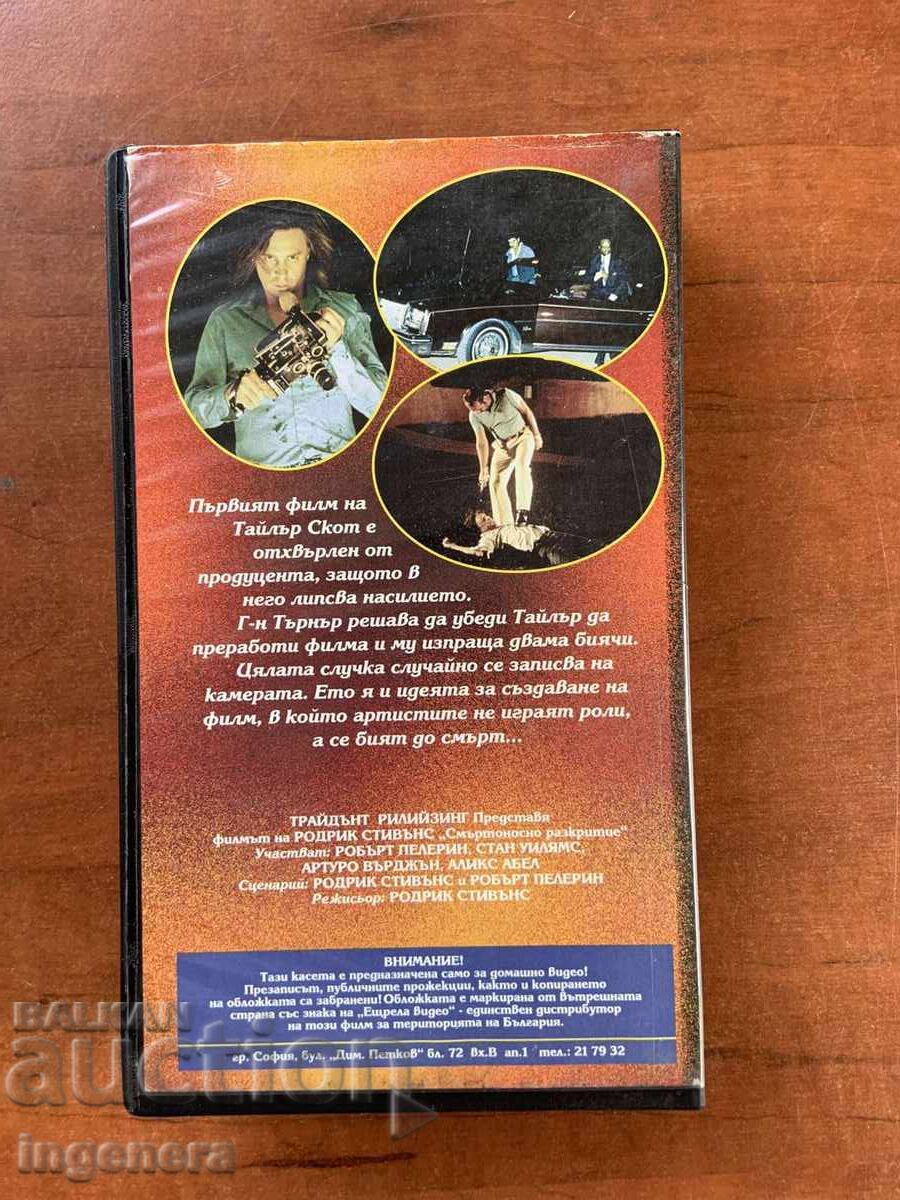 Първият филм на
Тайлър Скот е
отхвърлен от
продуцента, защото в
него липсва насилието.
Г-н Търнър решава да убеди Тайлър да
преработи филма и му изпраща двама биячи.
Цялата случка случайно се записва на
камерата. Ето я и идеята за създаване на
филм, в който артистите не играят роли,
а се бият до смърт...
ТРАЙДЪНТ РИЛИЙЗИНГ Представя
филмът на РОДРИК СТИВЪНС „Смъртоносно разкритие“
Участват: РОБЪРТ ПЕЛЕРИН, СТАН УИЛЯМС,
АРТУРО ВЪРДЖЪН, АЛИКС АБЕЛ
Сценарий: РОДРИК СТИВЪНС и РОБЪРТ ПЕЛЕРИН
Режисьор: РОДРИК СТИВЪНС
ВНИМАНИЕ!
Тази касета е предназначена само за домашно видео!
Презаписът, публичните прожекции, както и копирането
на обложката са забранени! Обложката е маркирана от вътрешната
страна със знака на „Ещрела видео“ - единствен дистрибутор
на този филм за територията на България.
гр. София, бул. „Дим. Петков“ бл. 72 вх.В ап.1 тел.: 21 79 32
BALKAN
auction
ingenera